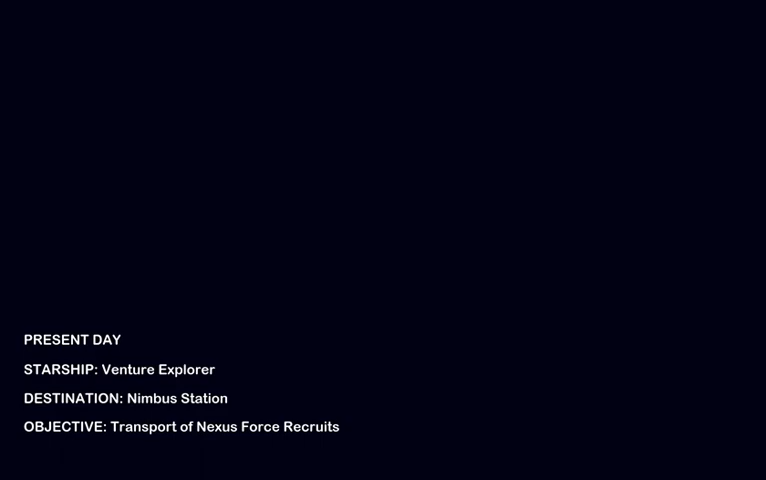 PRESENT DAY
STARSHIP: Venture Explorer
DESTINATION: Nimbus Station
OBJECTIVE: Transport of Nexus Force Recruits